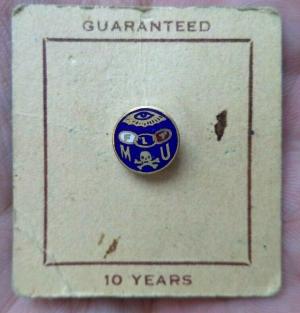 GUARANTEED
F L T
M U
10 YEARS